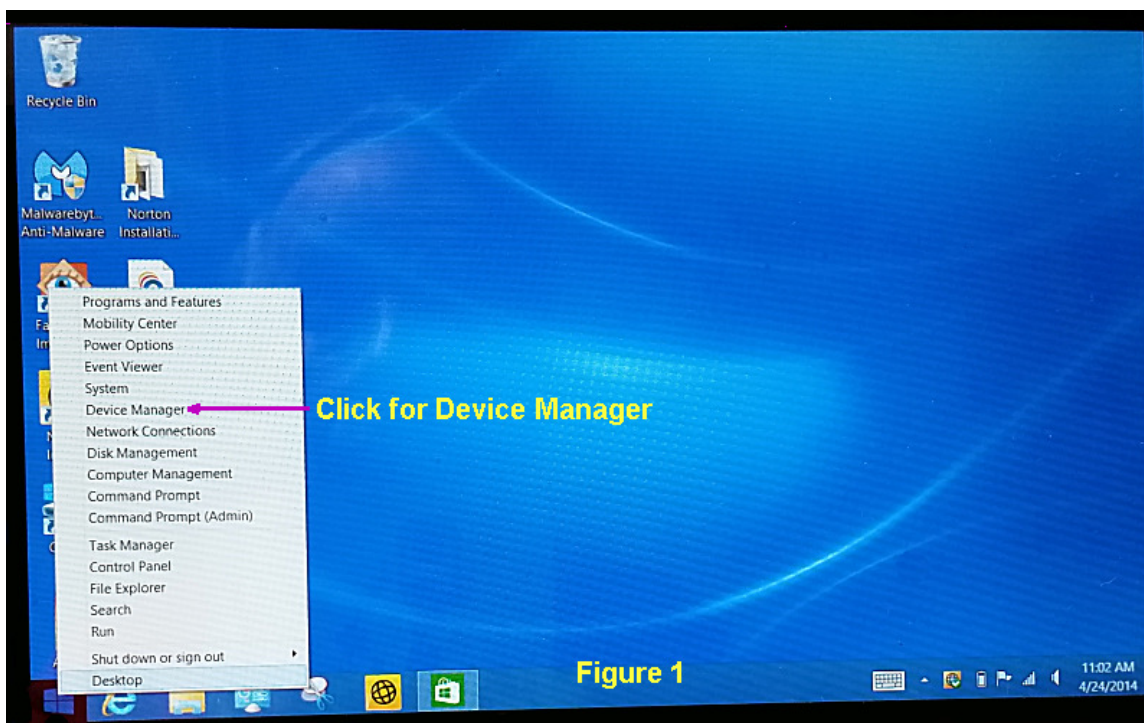 Recycle Bin
Malwarebyt...
Anti-Malware
Norton
Installati...
Fa
Im
Programs and Features
Mobility Center
Power Options
Event Viewer
System
Device Manager
Network Connections
Disk Management
Computer Management
Command Prompt
Command Prompt (Admin)
Task Manager
Control Panel
File Explorer
Search
Run
Shut down or sign out
Desktop
Click for Device Manager
Figure 1
11:02 AM
4/24/2014